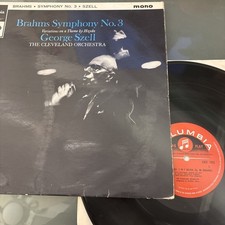 BRAHMS • SYMPHONY No. 3 • SZELL
mono
Brahms Symphony No. 3
Variations on a Theme by Haydn
George Szell
THE CLEVELAND ORCHESTRA
COLUMBIA